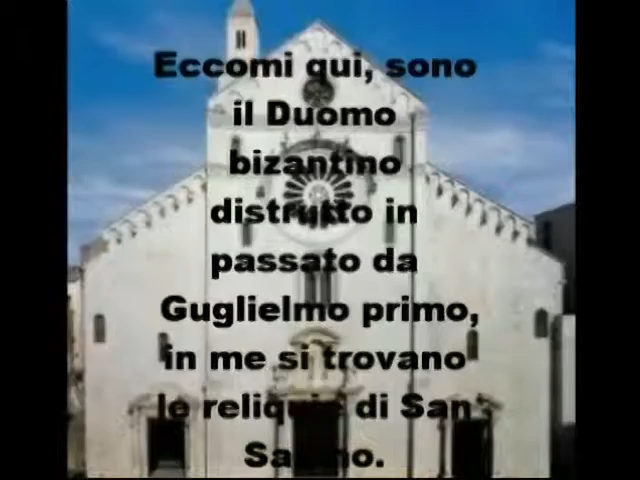 Eccomi qui, sono
il Duomo
bizantino
distrutto in
passato da
Guglielmo primo,
in me si trovano
le reliquie di San